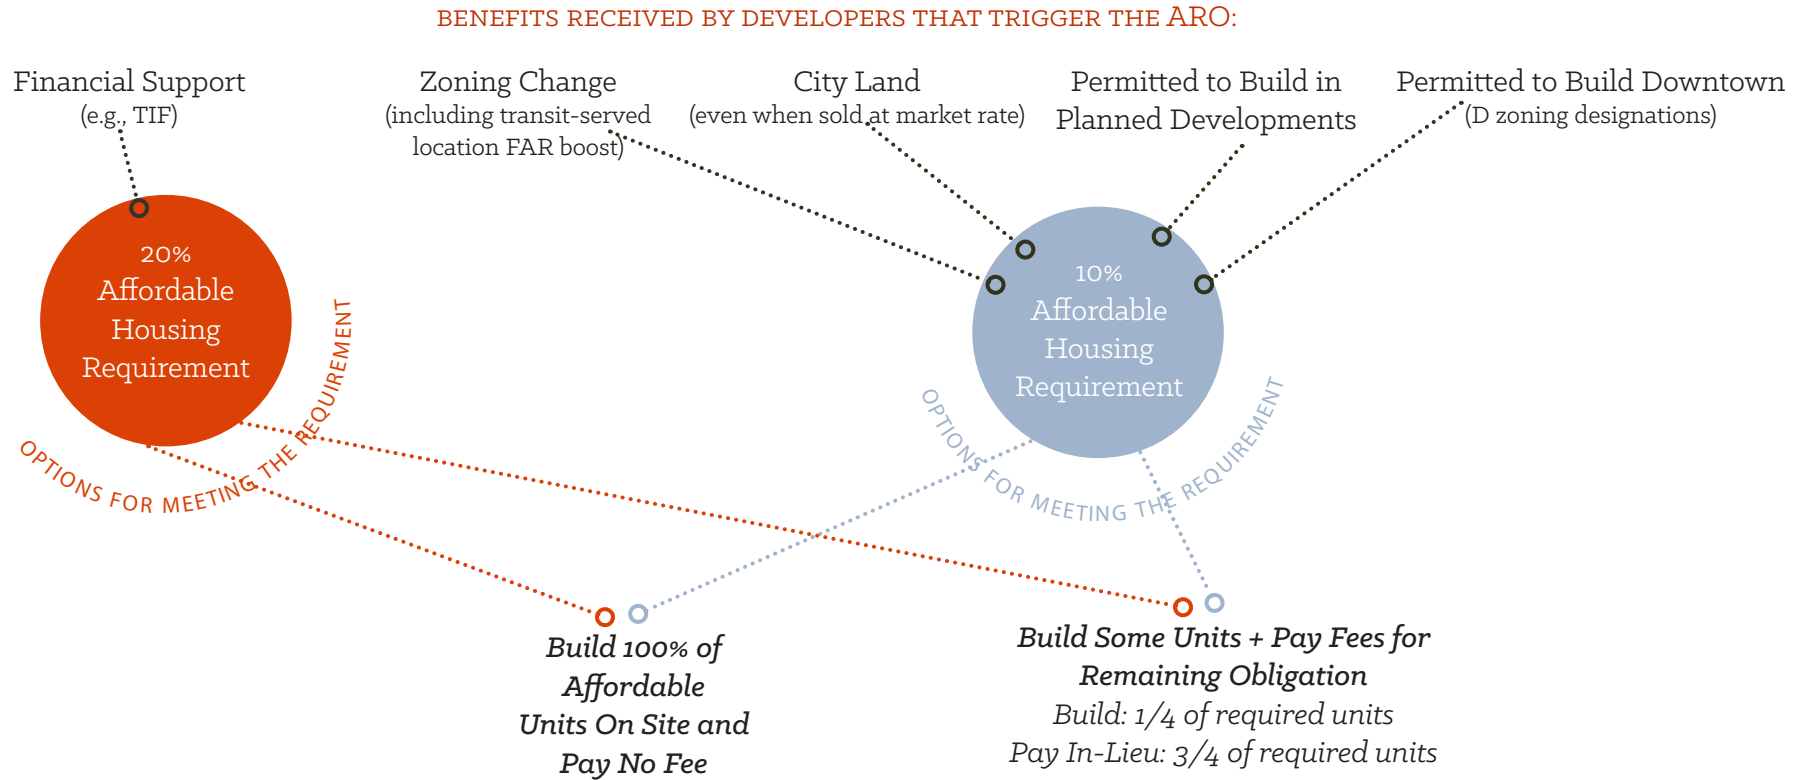 BENEFITS RECEIVED BY DEVELOPERS THAT TRIGGER THE ARO:
Financial Support
(e.g., TIF)
Zoning Change
(including transit-served
location FAR boost)
City Land
(even when sold at market rate)
Permitted to Build in
Planned Developments
Permitted to Build Downtown
(D zoning designations)
20%
Affordable
Housing
Requirement
OPTIONS FOR MEETING THE REQUIREMENT
10%
Affordable
Housing
Requirement
OPTIONS FOR MEETING THE REQUIREMENT
Build 100% of
Affordable
Units On Site and
Pay No Fee
Build Some Units + Pay Fees for
Remaining Obligation
Build: 1/4 of required units
Pay In-Lieu: 3/4 of required units